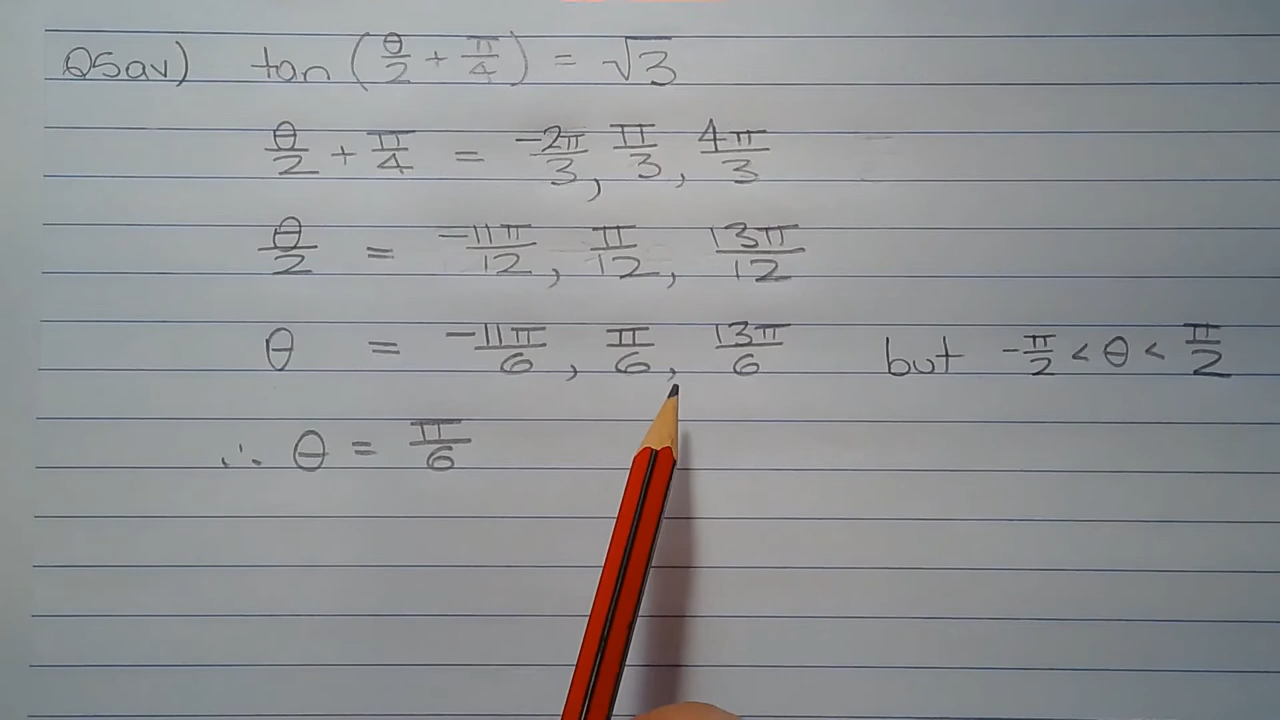 Q5av) tan(θ/2 + π/4) = √3
θ/2 + π/4 = -2π/3, π/3, 4π/3
θ/2 = -11π/12, π/12, 13π/12
θ = -11π/6, π/6, 13π/6 but -π/2 < θ < π/2
∴ θ = π/6